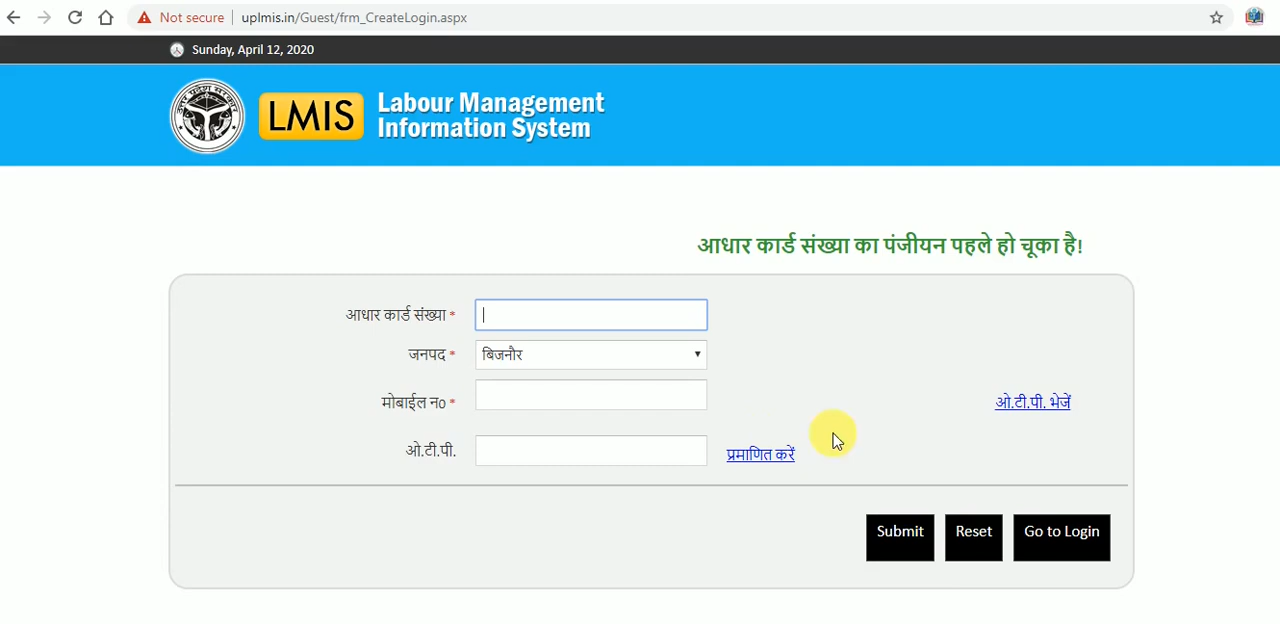 Not secure | uplmis.in/Guest/frm_CreateLogin.aspx
Sunday, April 12, 2020
LMIS
Labour Management
Information System
आधार कार्ड संख्या का पंजीयन पहले हो चूका है!
आधार कार्ड संख्या *
जनपद * बिजनौर
मोबाईल न० * ओ.टी.पी. भेजें
ओ.टी.पी. प्रमाणित करें
Submit Reset Go to Login